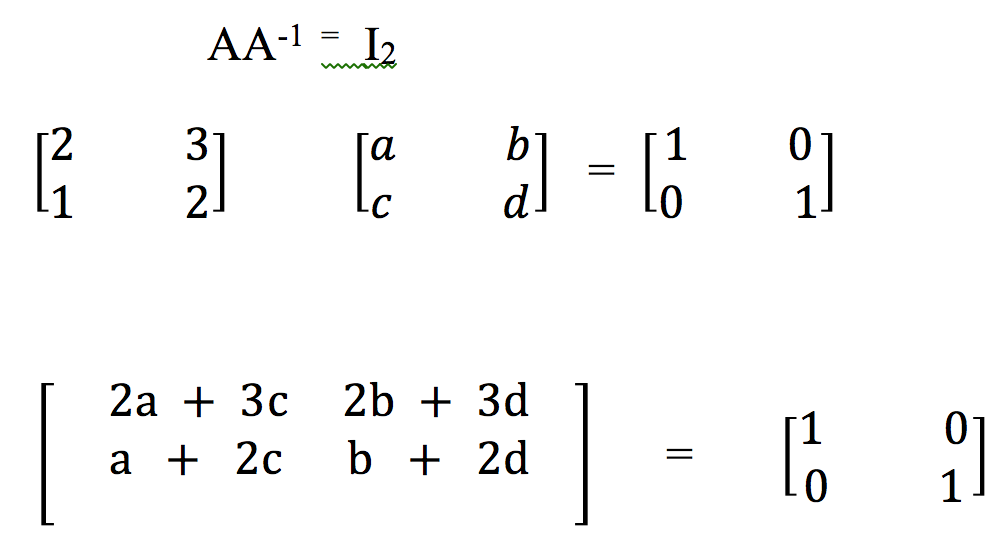 AA-1 = I2
[2 3] [a b] = [1 0]
[1 2] [c d] [0 1]
[2a + 3c 2b + 3d] = [1 0]
[a + 2c b + 2d] [0 1]